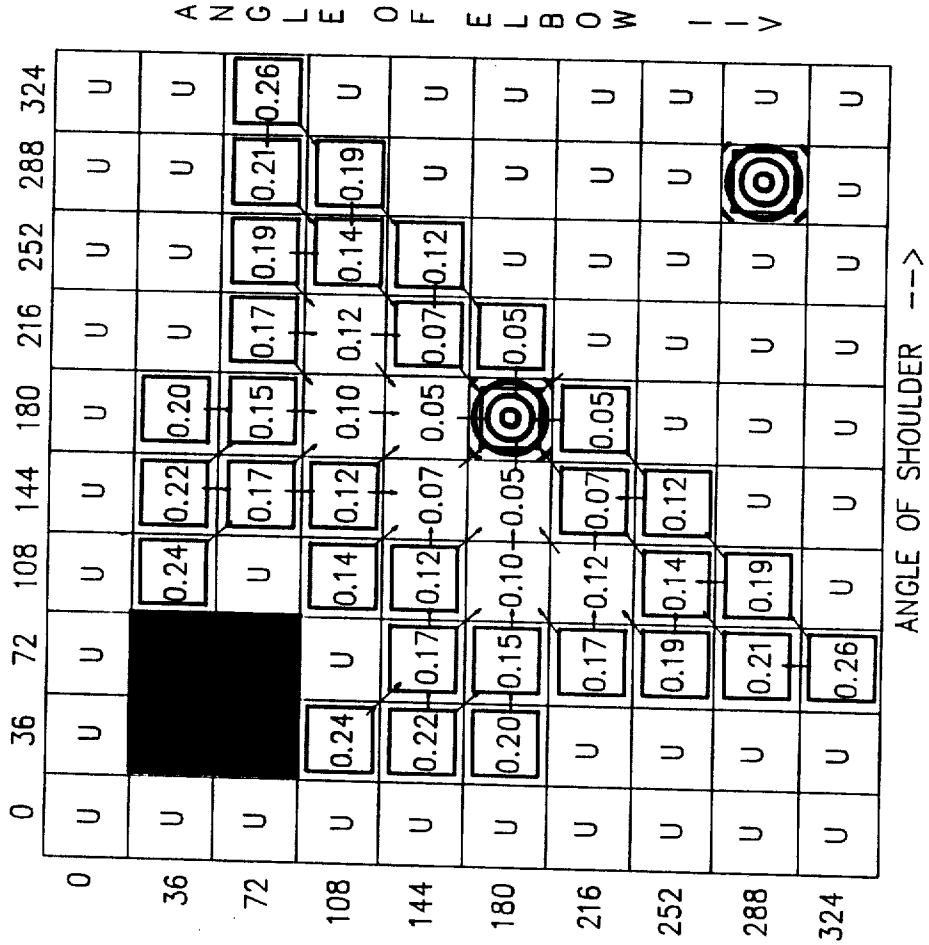 ANGLE OF ELBOW | | V
0 36 72 108 144 180 216 252 288 324
0 U U U U U U U U U U
36 U 0.24 0.22 0.20 U U U U
72 U U 0.17 0.15 0.17 0.19 0.21 0.26
108 U 0.24 U 0.14 0.12 0.10 0.12 0.14 0.19 U
144 U 0.22 0.17 0.12 0.07 0.05 0.07 0.12 U U
180 U 0.20 0.15 0.10 0.05 0.05 U U U
216 U U 0.17 0.12 0.07 0.05 U U U U
252 U U 0.19 0.14 0.12 U U U U U
288 U U 0.21 0.19 U U U U U
324 U U 0.26 U U U U U U U
ANGLE OF SHOULDER -->